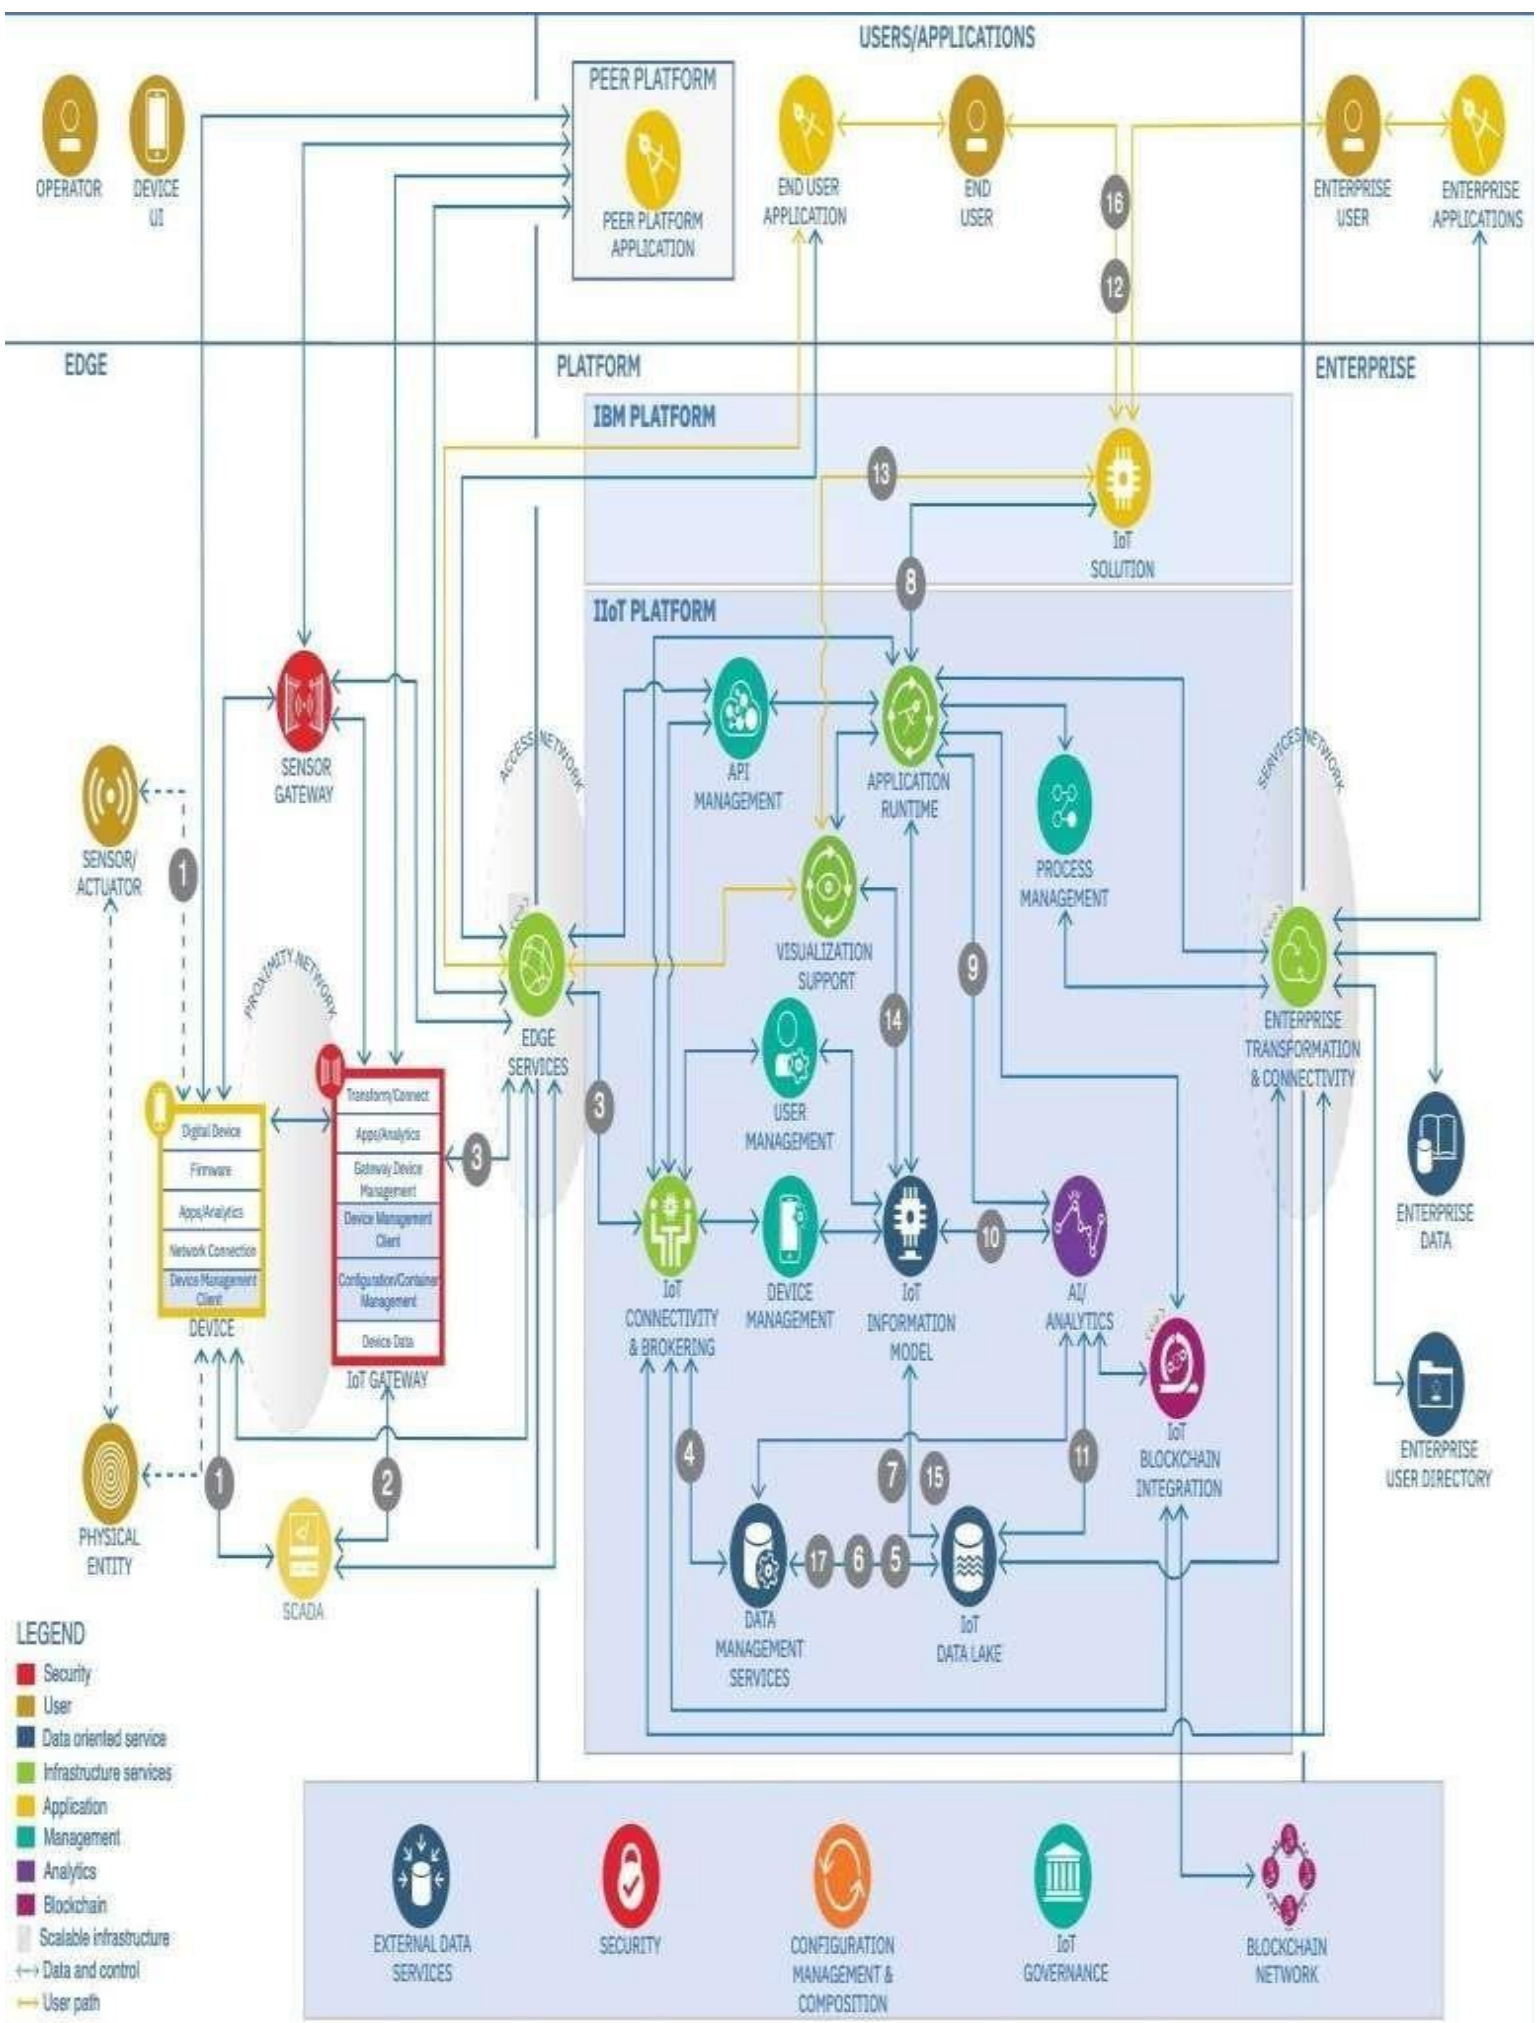 USERS/APPLICATIONS
PEER PLATFORM
OPERATOR
DEVICE
UI
PEER PLATFORM
APPLICATION
END USER
APPLICATION
END
USER
16
12
ENTERPRISE
USER
ENTERPRISE
APPLICATIONS
EDGE
PLATFORM
ENTERPRISE
IBM PLATFORM
13
IoT
SOLUTION
8
IIoT PLATFORM
SENSOR
GATEWAY
SENSOR/
ACTUATOR
1
ACCESS NETWORK
API
MANAGEMENT
APPLICATION
RUNTIME
PROCESS
MANAGEMENT
SERVICES NETWORK
VISUALIZATION
SUPPORT
9
14
PROXIMITY NETWORK
EDGE
SERVICES
3
3
USER
MANAGEMENT
ENTERPRISE
TRANSFORMATION
& CONNECTIVITY
Digital Device
Firmware
Apps/Analytics
Network Connection
Device Management
Client
DEVICE
Transform/Connect
Apps/Analytics
Gateway Device
Management
Device Management
Client
Configuration/Container
Management
Device Data
IoT GATEWAY
IoT
CONNECTIVITY
& BROKERING
DEVICE
MANAGEMENT
IoT
INFORMATION
MODEL
10
AI/
ANALYTICS
ENTERPRISE
DATA
IoT
BLOCKCHAIN
INTEGRATION
ENTERPRISE
USER DIRECTORY
PHYSICAL
ENTITY
1
2
SCADA
4
7
15
11
17
6
5
DATA
MANAGEMENT
SERVICES
IoT
DATA LAKE
LEGEND
Security
User
Data oriented service
Infrastructure services
Application
Management
Analytics
Blockchain
Scalable infrastructure
Data and control
User path
EXTERNAL DATA
SERVICES
SECURITY
CONFIGURATION
MANAGEMENT &
COMPOSITION
IoT
GOVERNANCE
BLOCKCHAIN
NETWORK